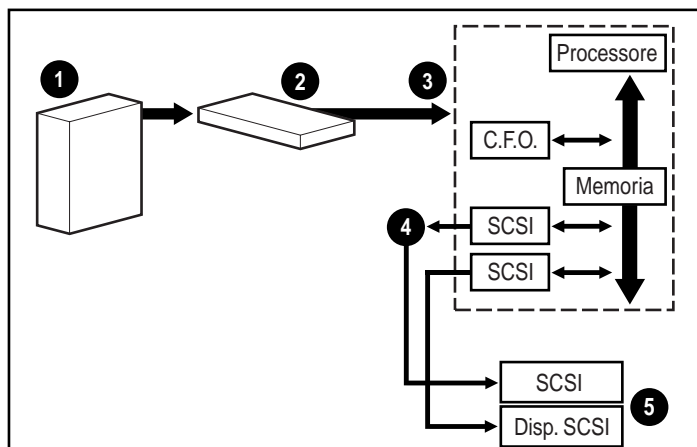 1
2
3
Processore
C.F.O.
Memoria
4
SCSI
SCSI
SCSI
5
Disp. SCSI